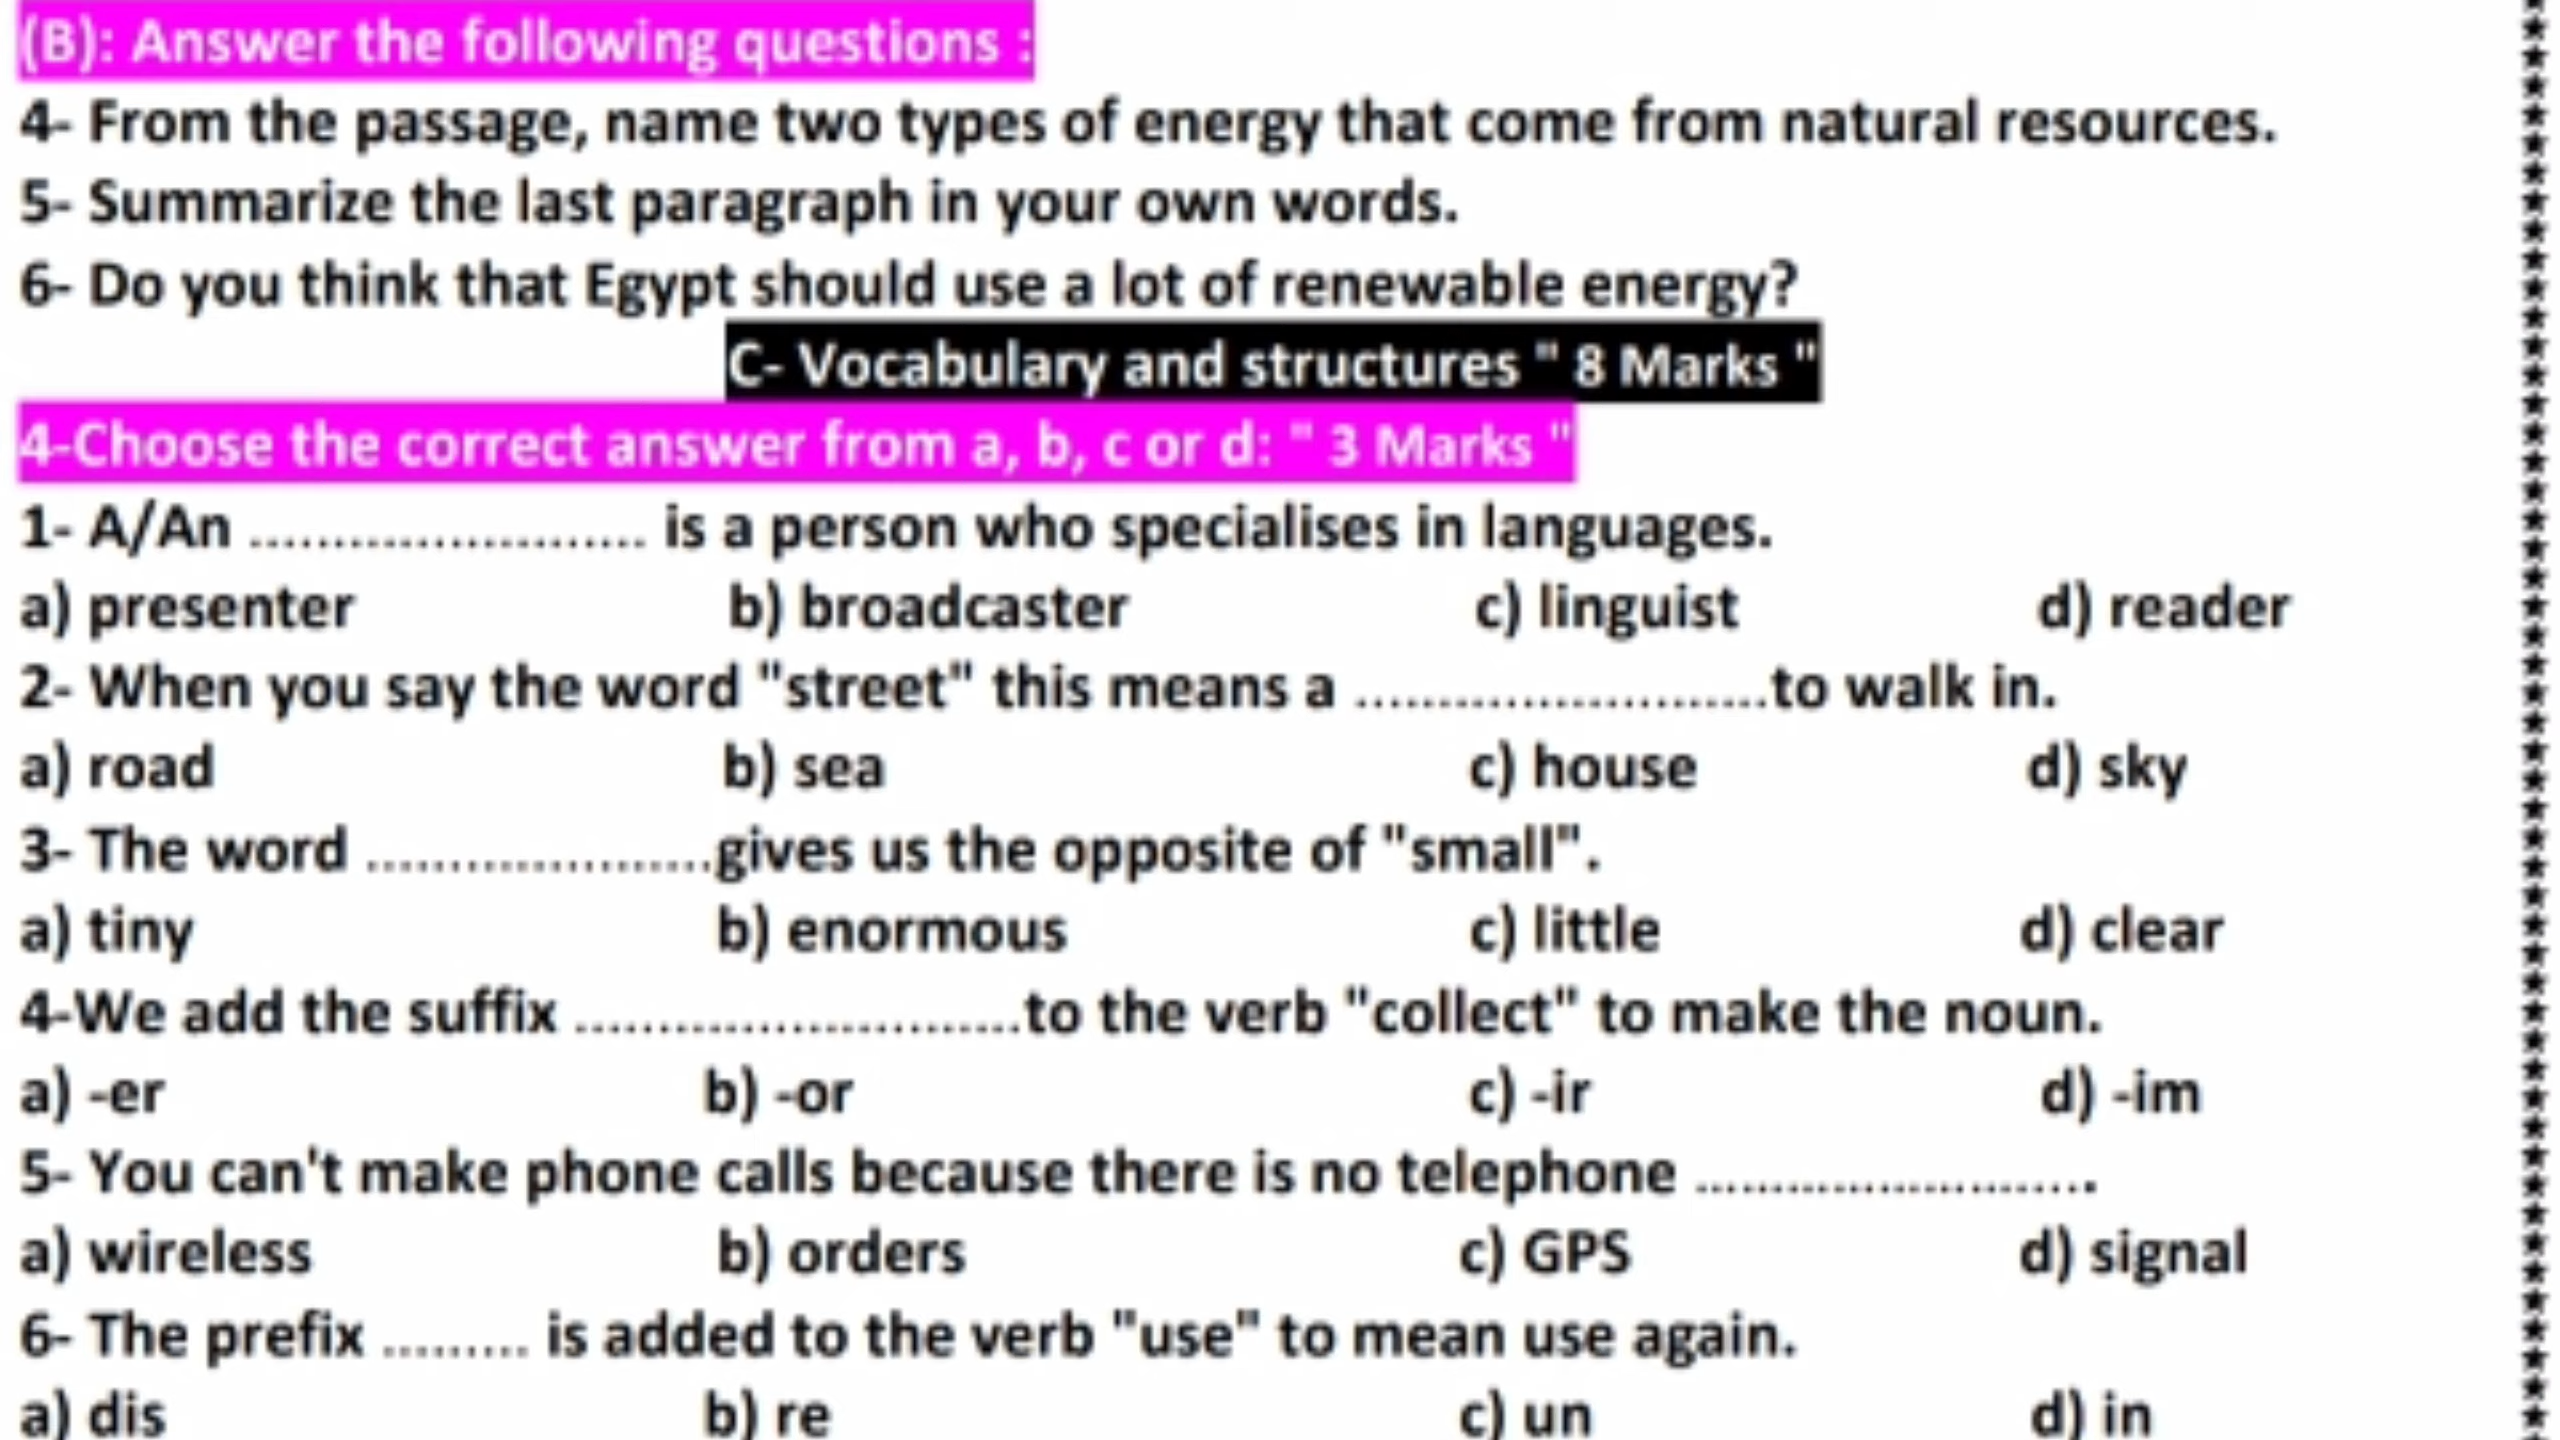 (B): Answer the following questions :
4- From the passage, name two types of energy that come from natural resources.
5- Summarize the last paragraph in your own words.
6- Do you think that Egypt should use a lot of renewable energy?
C- Vocabulary and structures " 8 Marks "
4-Choose the correct answer from a, b, c or d: " 3 Marks "
1- A/An ........................ is a person who specialises in languages.
a) presenter b) broadcaster c) linguist d) reader
2- When you say the word "street" this means a .........................to walk in.
a) road b) sea c) house d) sky
3- The word .....................gives us the opposite of "small".
a) tiny b) enormous c) little d) clear
4-We add the suffix ...........................to the verb "collect" to make the noun.
a) -er b) -or c) -ir d) -im
5- You can't make phone calls because there is no telephone ........................
a) wireless b) orders c) GPS d) signal
6- The prefix ......... is added to the verb "use" to mean use again.
a) dis b) re c) un d) in